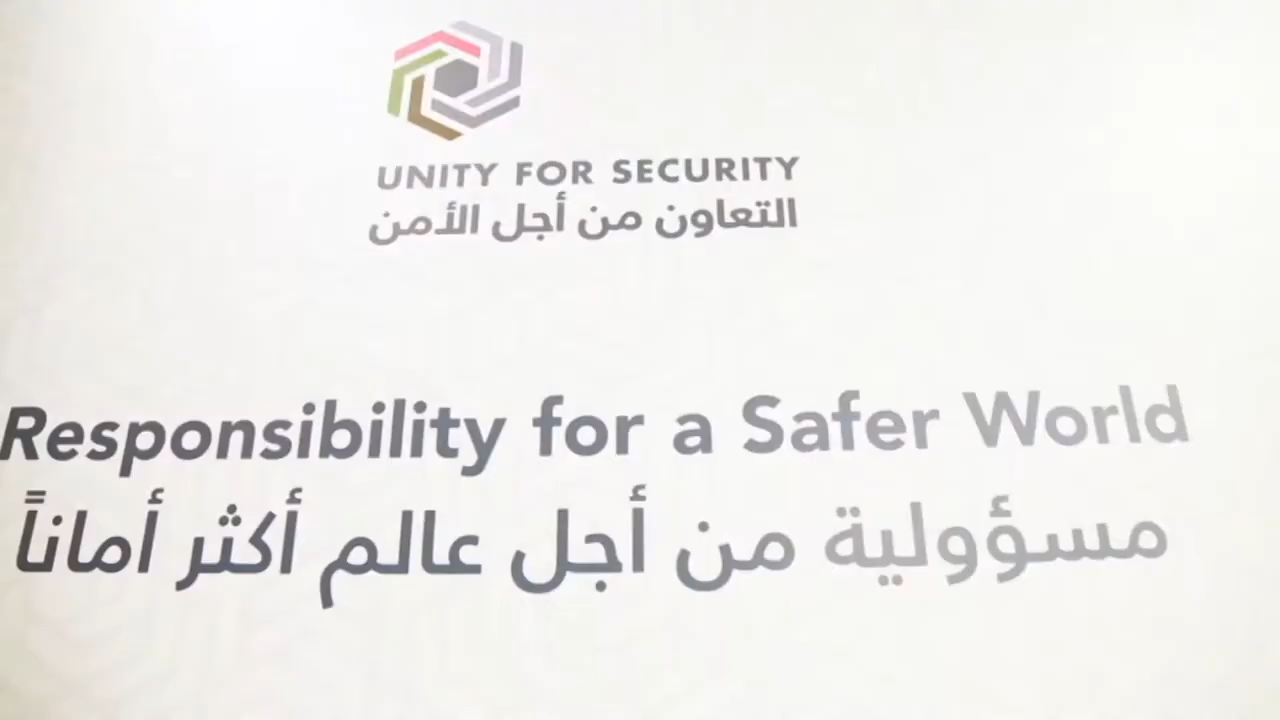 UNITY FOR SECURITY
التعاون من أجل الأمن
Responsibility for a Safer World
مسؤولية من أجل عالم أكثر أماناً